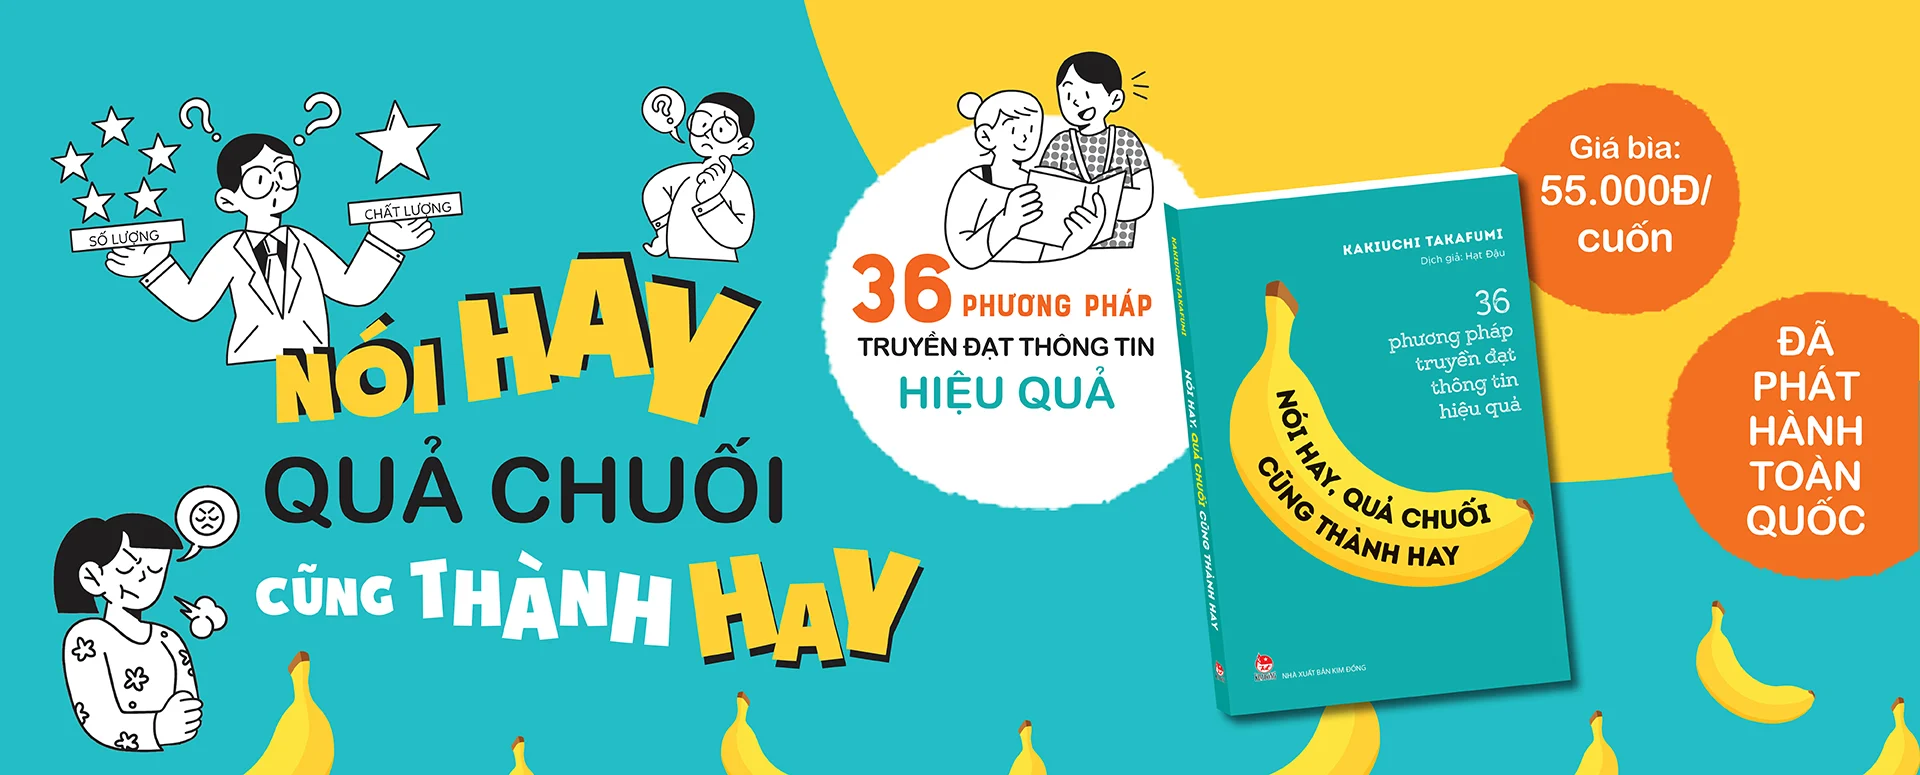 SỐ LƯỢNG
CHẤT LƯỢNG
NÓI HAY
QUẢ CHUỐI
CŨNG THÀNH HAY
36 PHƯƠNG PHÁP
TRUYỀN ĐẠT THÔNG TIN
HIỆU QUẢ
KAKIUCHI TAKAFUMI
NÓI HAY, QUẢ CHUỐI CŨNG THÀNH HAY
KAKIUCHI TAKAFUMI
Dịch giả: Hạt Đậu
36
phương pháp
truyền đạt
thông tin
hiệu quả
NÓI HAY, QUẢ CHUỐI
CŨNG THÀNH HAY
NHÀ XUẤT BẢN KIM ĐỒNG
Giá bìa:
55.000Đ/
cuốn
ĐÃ
PHÁT
HÀNH
TOÀN
QUỐC